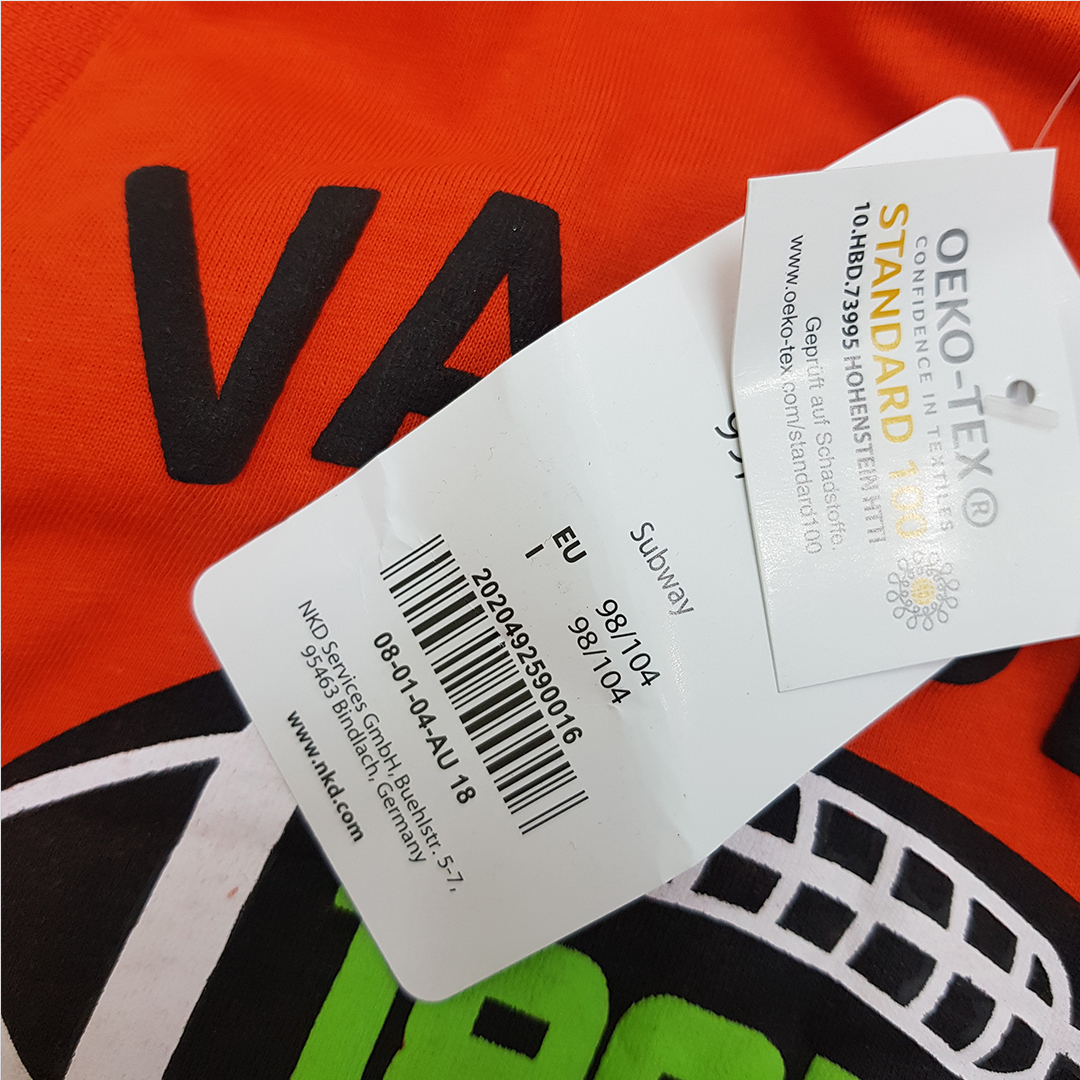 VA
OEKO-TEX®
CONFIDENCE IN TEXTILES
STANDARD 100
10.HBD.73995 HOHENSTEIN HTTI
Geprüft auf Schadstoffe.
www.oeko-tex.com/standard100
Subway
EU 98/104
I 98/104
2020492590016
08-01-04-AU 18
NKD Services GmbH, Buehlstr. 5-7,
95463 Bindlach, Germany
www.nkd.com